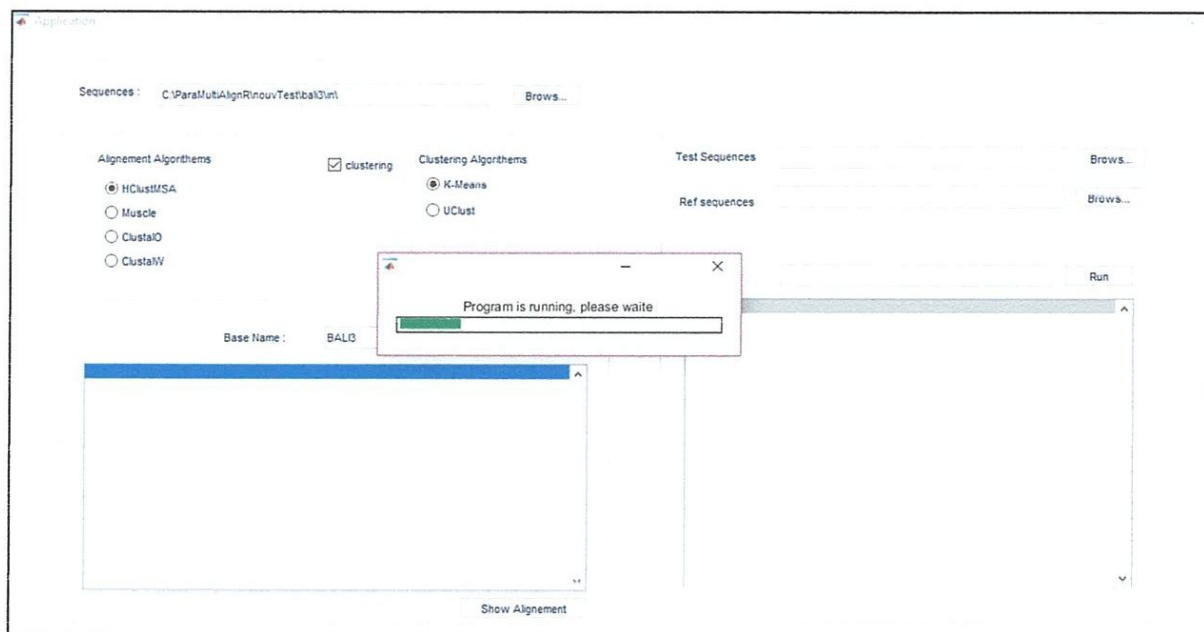 Application
Sequences : C:\ParaMultiAlignR\nouvTest\bali3\in\ Brows...
Alignement Algorithems
HClustMSA
Muscle
ClustalO
ClustalW
clustering
Clustering Algorithems
K-Means
UClust
Test Sequences Brows...
Ref sequences Brows...
Run
Program is running, please waite
Base Name : BALI3
Show Alignement